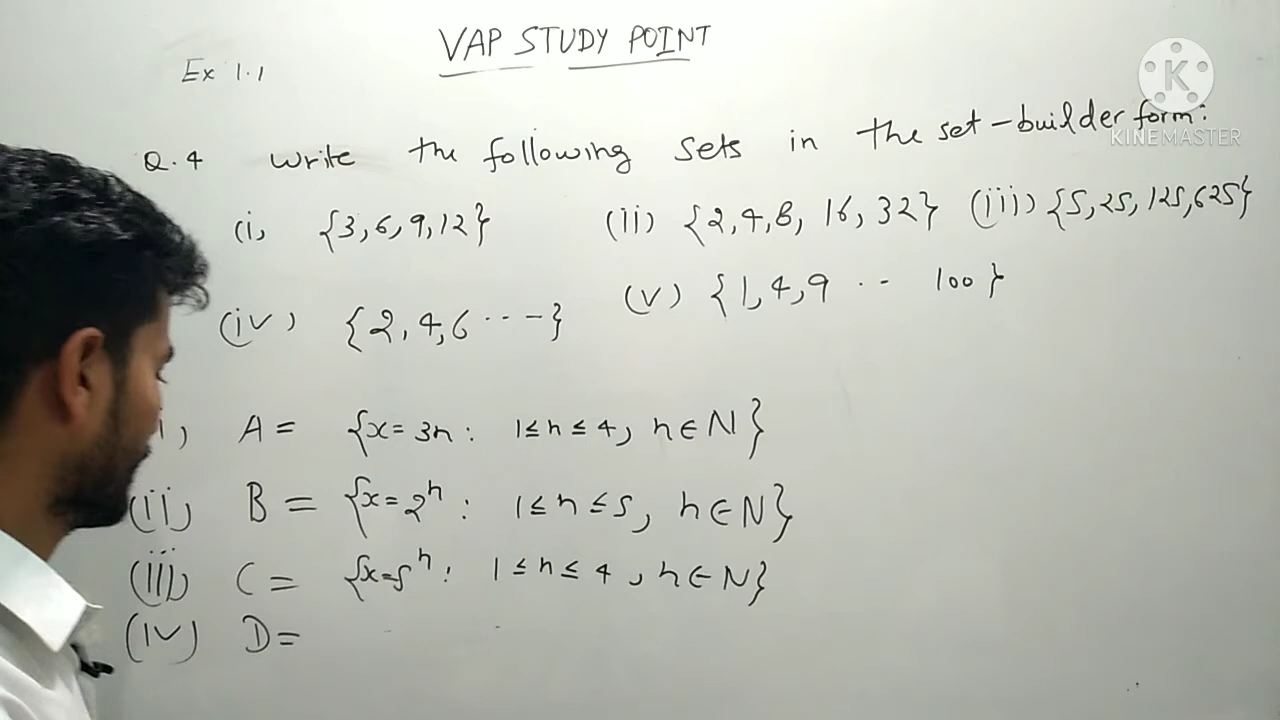 VAP STUDY POINT
Ex 1.1
K
KINEMASTER
Q.4 Write the following sets in the set-builder form:
(i, {3,6,9,12} (ii) {2,4,8, 16, 32} (iii) {5,25,125,625}
(iv) {2,4,6 ...-} (v) {1,4,9 .. - 100}
i, A= {x=3n: 1≤n≤4, n∈N}
(ii) B = {x=2ⁿ: 1≤n≤5, n∈N}
(iii) C= {x=5ⁿ: 1≤n≤4, n∈N}
(iv) D=